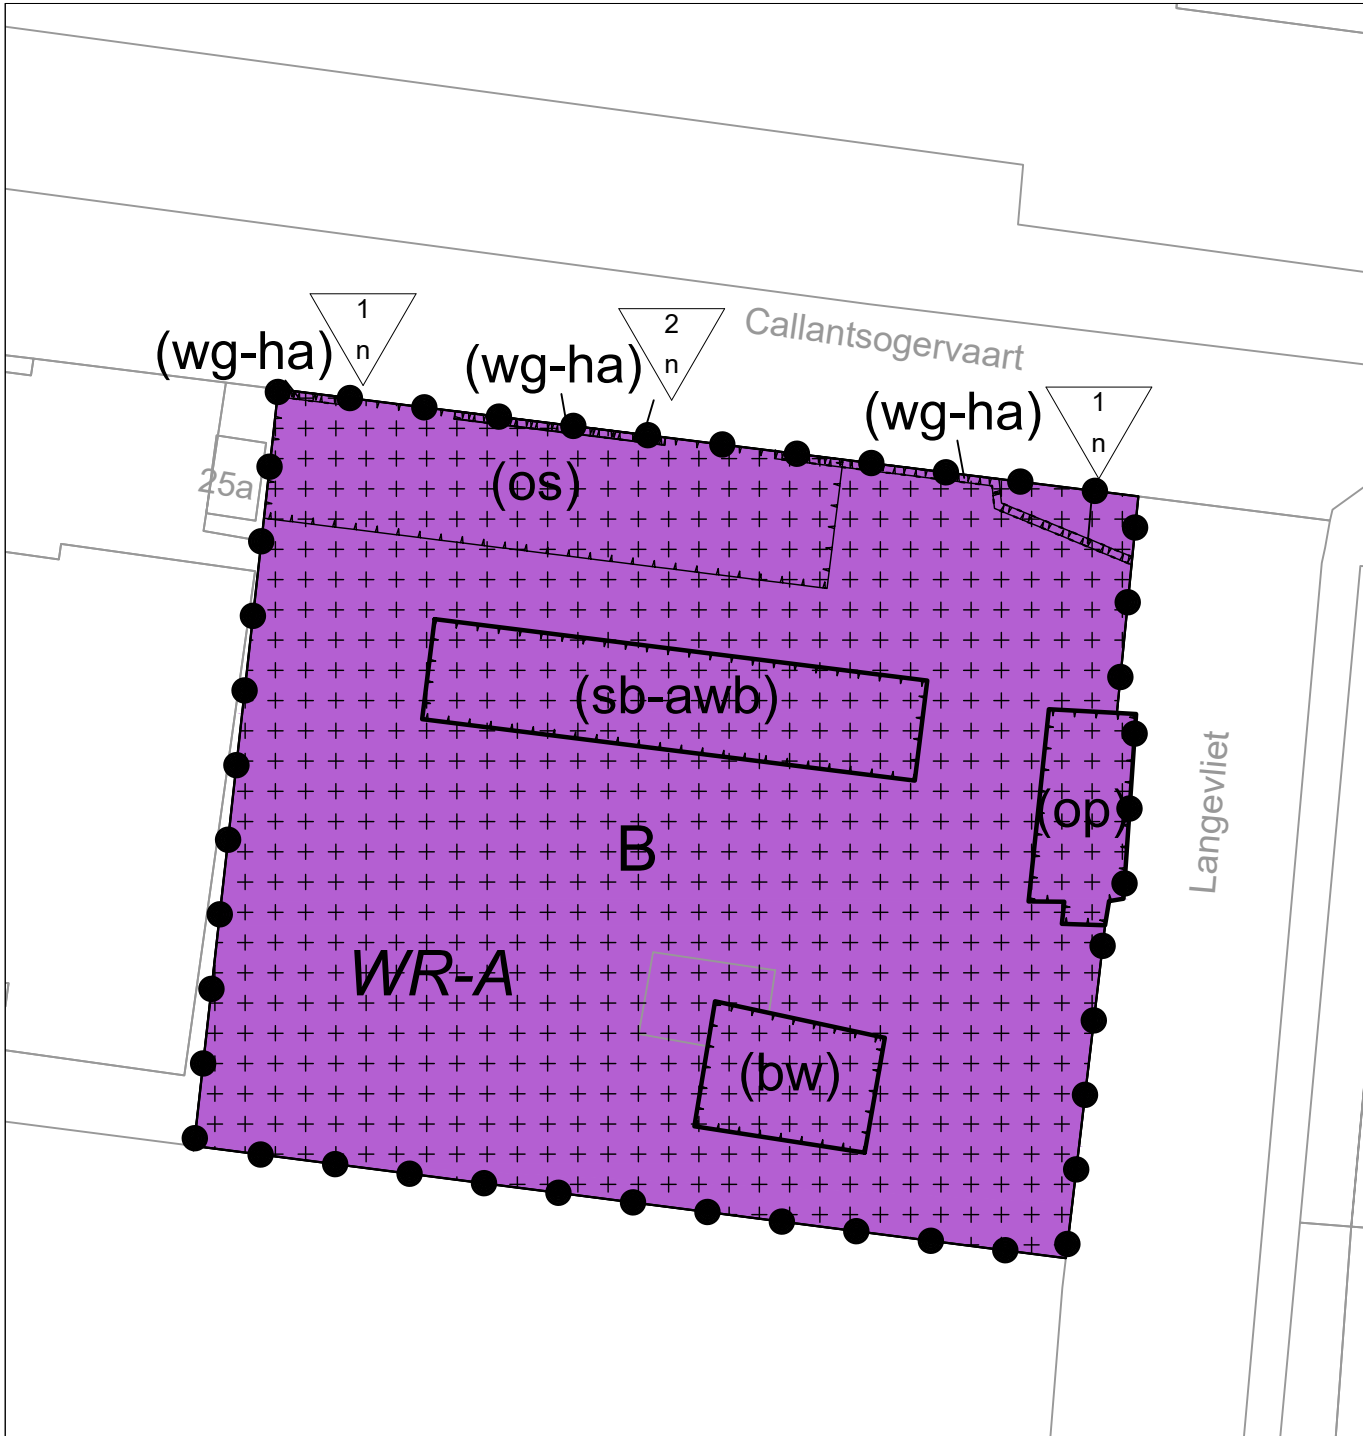 1
n
(wg-ha)
2
n
(wg-ha)
Callantsogervaart
1
n
(wg-ha)
25a
(os)
(sb-awb)
(op)
Langevliet
B
WR-A
(bw)